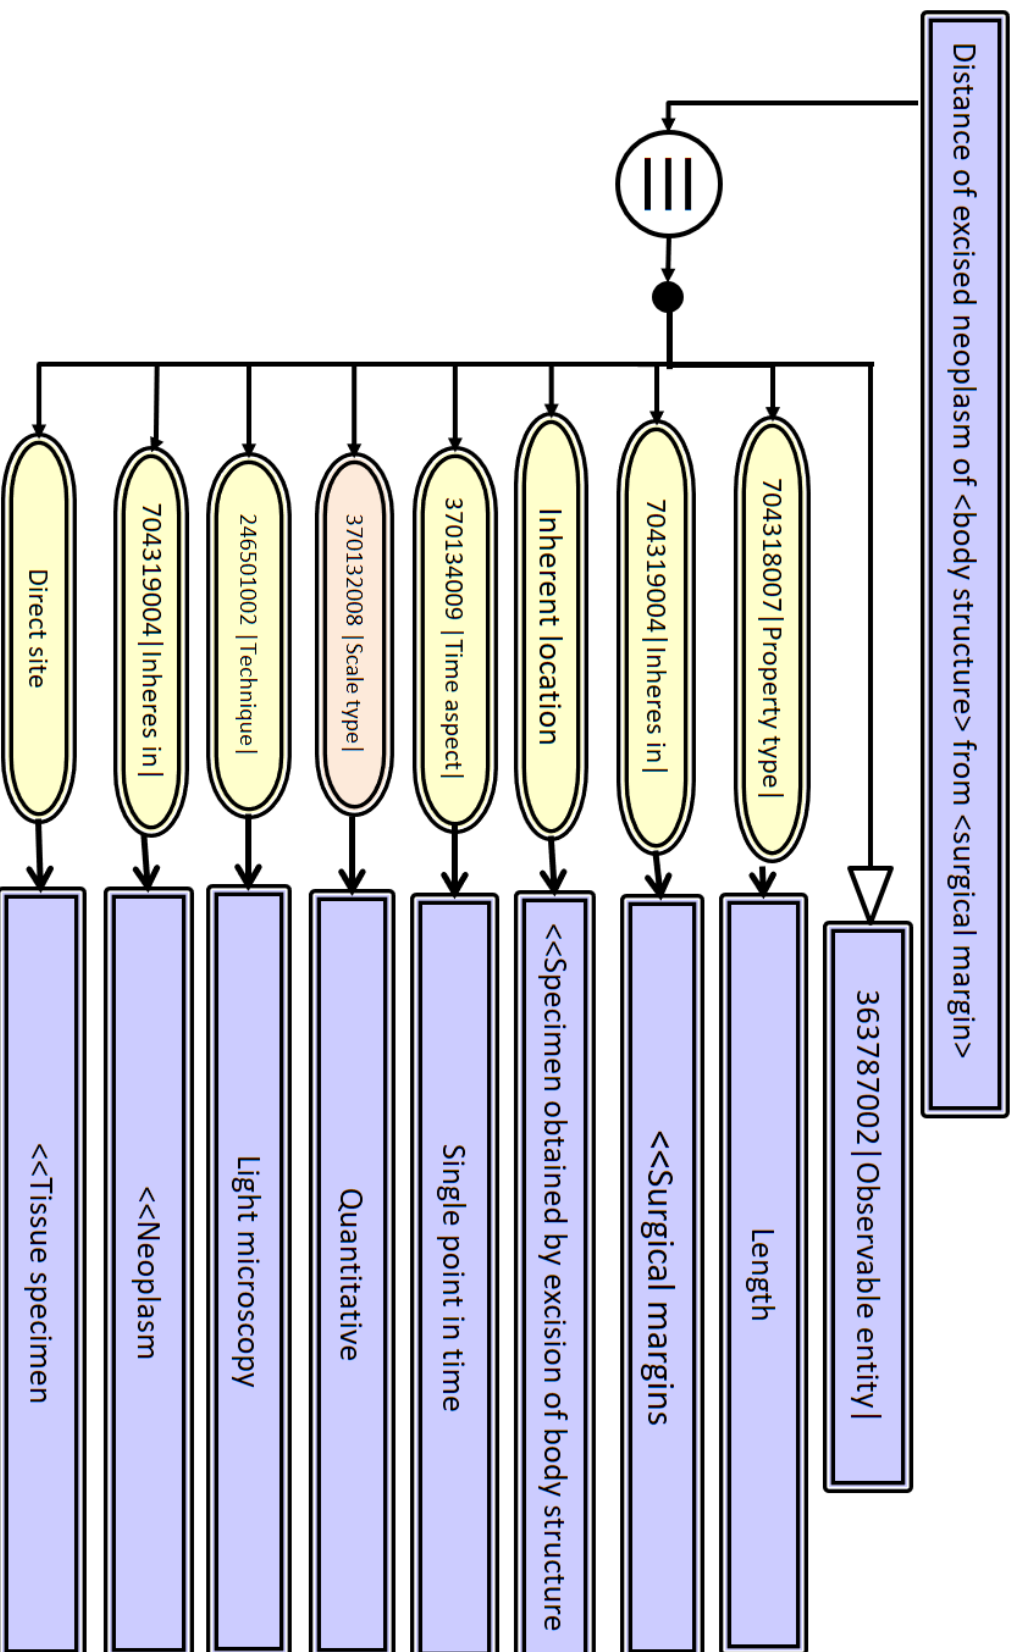 Distance of excised neoplasm of <body structure> from <surgical margin>
363787002|Observable entity|
704318007|Property type|
Length
704319004|Inheres in|
<<Surgical margins
Inherent location
<<Specimen obtained by excision of body structure
370134009 |Time aspect|
Single point in time
370132008 |Scale type|
Quantitative
246501002 |Technique|
Light microscopy
704319004|Inheres in|
<<Neoplasm
Direct site
<<Tissue specimen